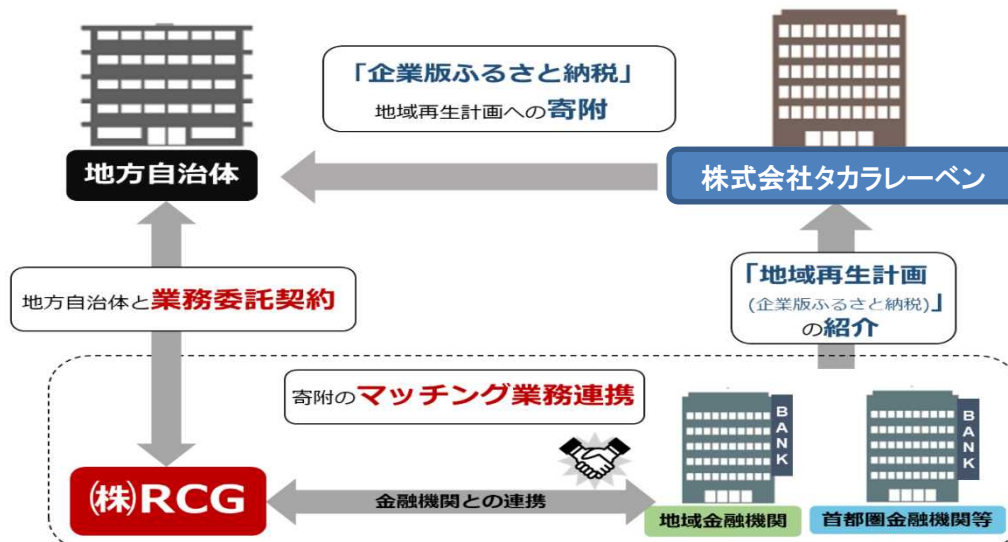 「企業版ふるさと納税」
地域再生計画への寄附
地方自治体
株式会社タカラレーベン
地方自治体と業務委託契約
「地域再生計画
(企業版ふるさと納税)」
の紹介
寄附のマッチング業務連携
BANK
BANK
㈱RCG
金融機関との連携
地域金融機関
首都圏金融機関等